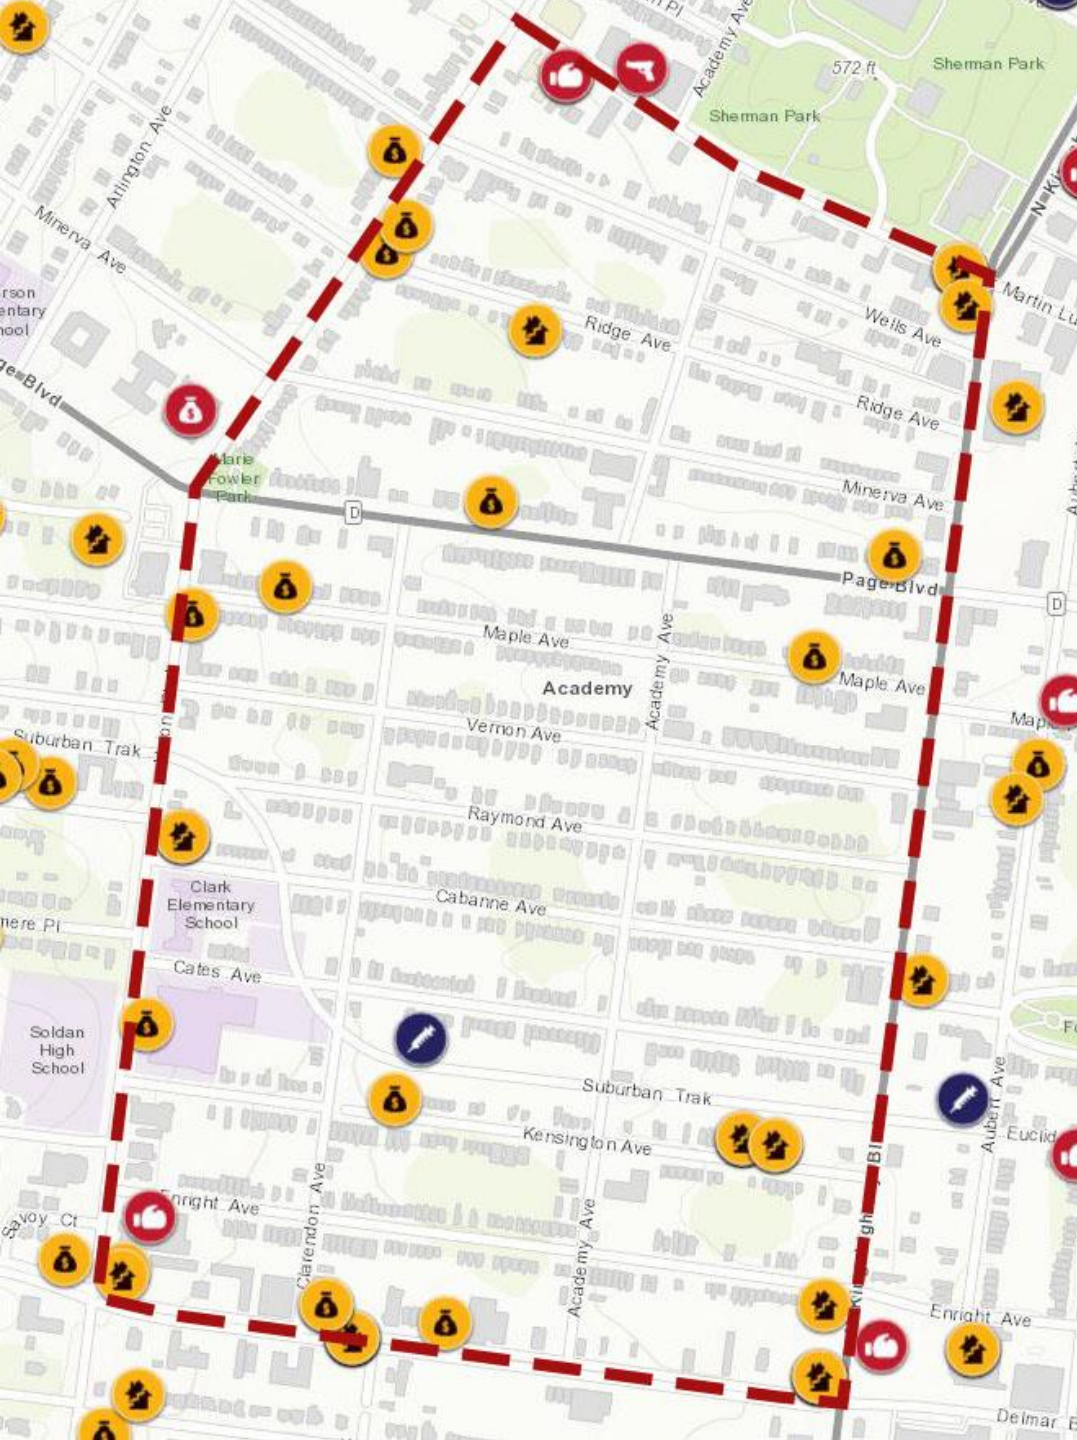 Academy Ave
572 ft
Sherman Park
Sherman Park
Arlington Ave
Minerva Ave
Martin Lu
Wells Ave
Ridge Ave
Ridge Ave
Marie
Fowler
Park
D
Minerva Ave
Page Blvd
D
Maple Ave
Academy Ave
Academy
Maple Ave
Vernon Ave
Suburban Trak
Raymond Ave
Clark
Elementary
School
Cabanne Ave
Cates Ave
Soldan
High
School
Suburban Trak
Aubert Ave
Euclid
Kensington Ave
Enright Ave
Savoy Ct
Clarendon Ave
Academy Ave
Enright Ave
Delmar B